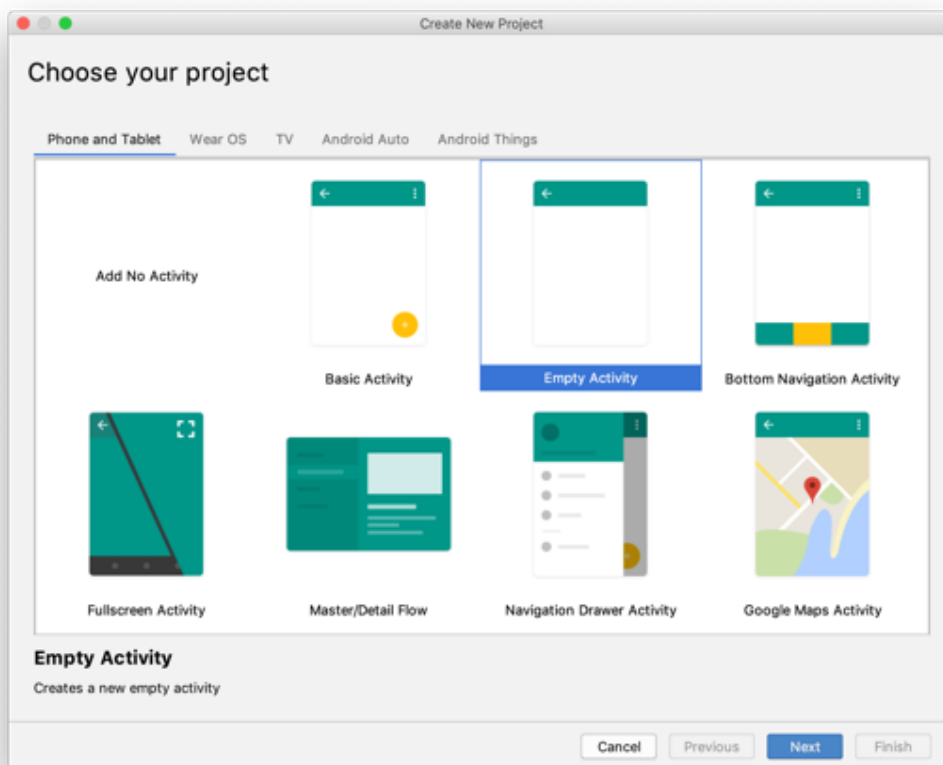 Create New Project
Choose your project
Phone and Tablet Wear OS TV Android Auto Android Things
Add No Activity
Basic Activity Empty Activity Bottom Navigation Activity
Fullscreen Activity Master/Detail Flow Navigation Drawer Activity Google Maps Activity
Empty Activity
Creates a new empty activity
Cancel Previous Next Finish